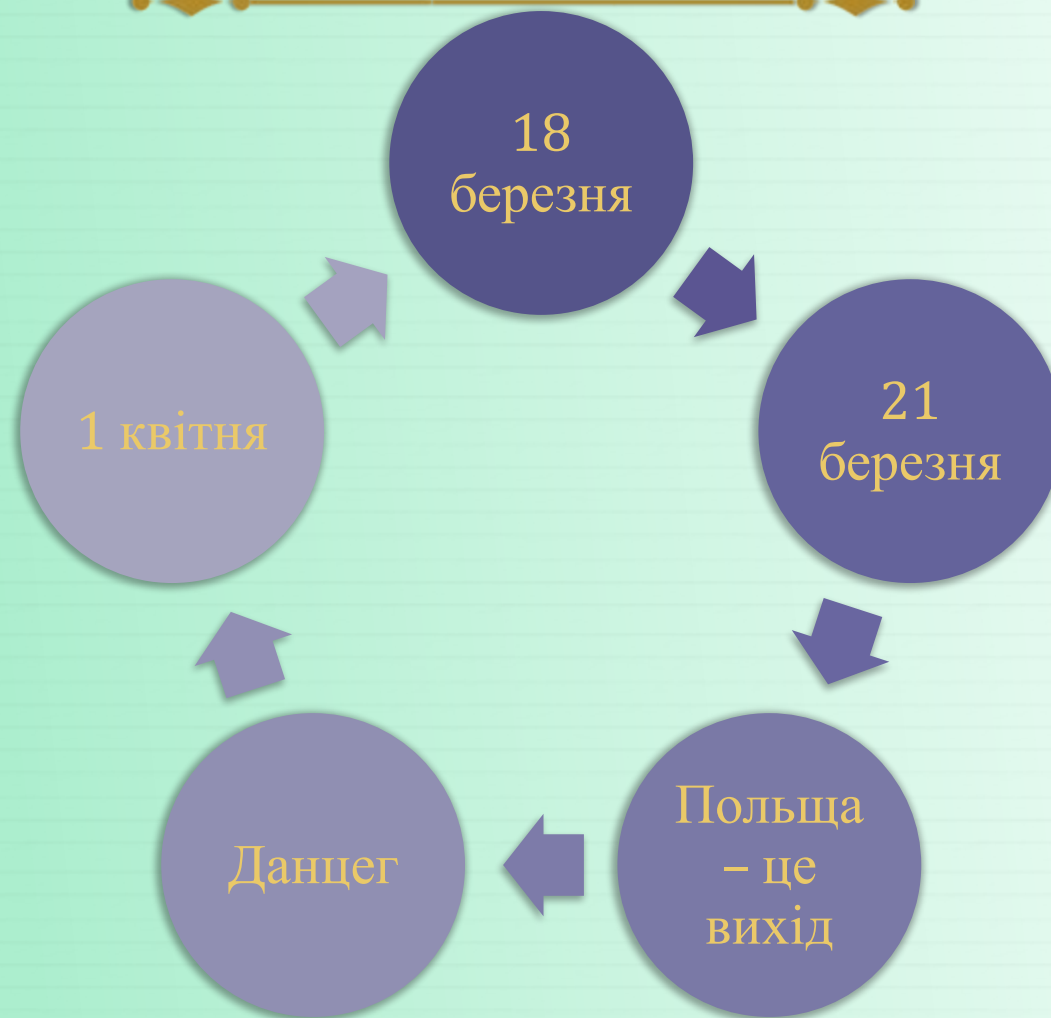 18
березня
21
березня
Польща
– це
вихід
Данцег
1 квітня